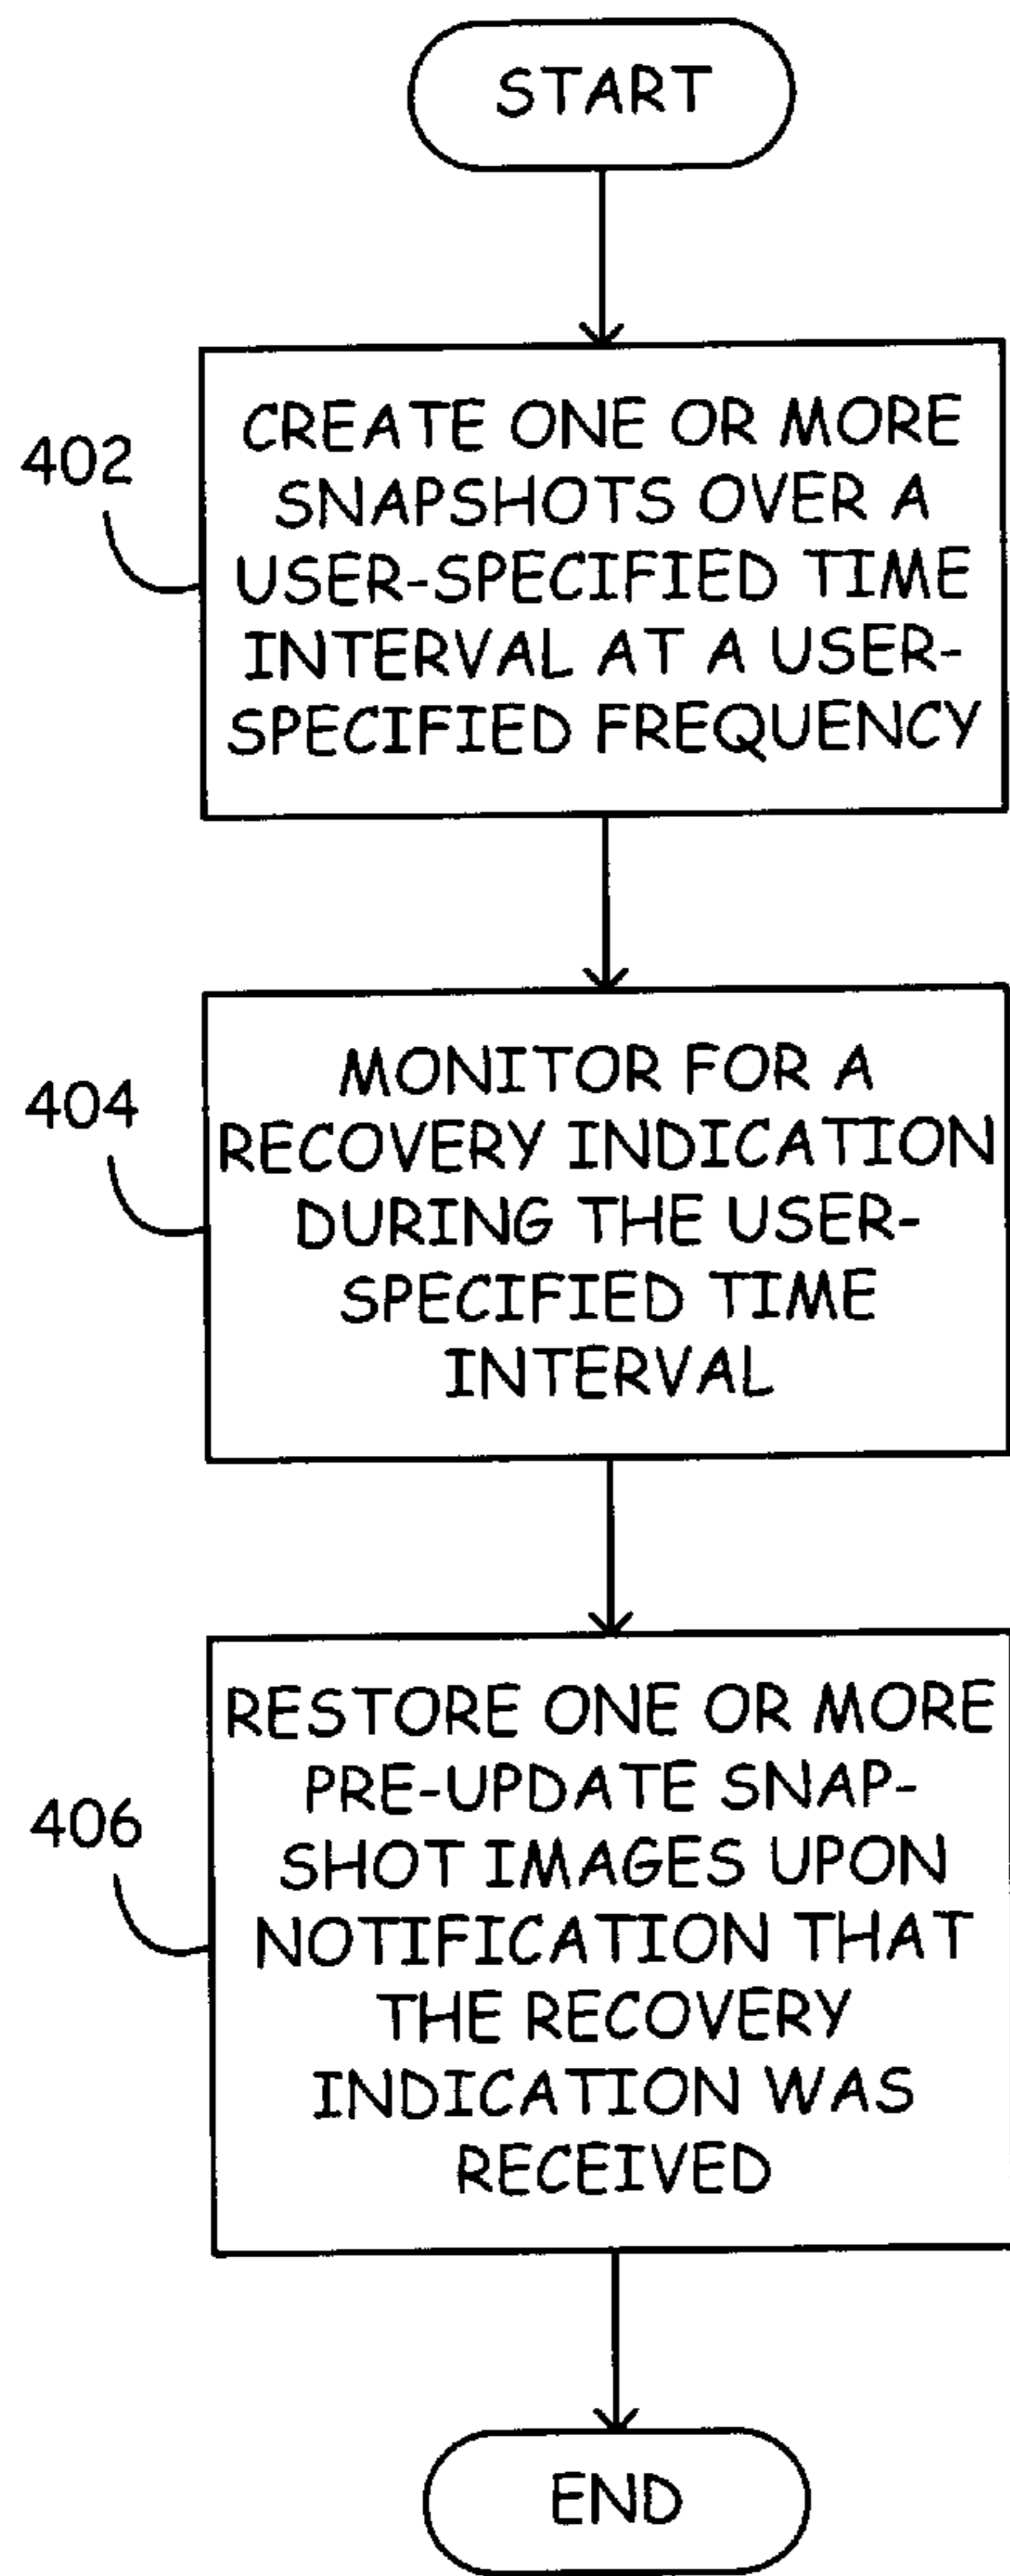 START
402
CREATE ONE OR MORE
SNAPSHOTS OVER A
USER-SPECIFIED TIME
INTERVAL AT A USER-
SPECIFIED FREQUENCY
404
MONITOR FOR A
RECOVERY INDICATION
DURING THE USER-
SPECIFIED TIME
INTERVAL
406
RESTORE ONE OR MORE
PRE-UPDATE SNAP-
SHOT IMAGES UPON
NOTIFICATION THAT
THE RECOVERY
INDICATION WAS
RECEIVED
END